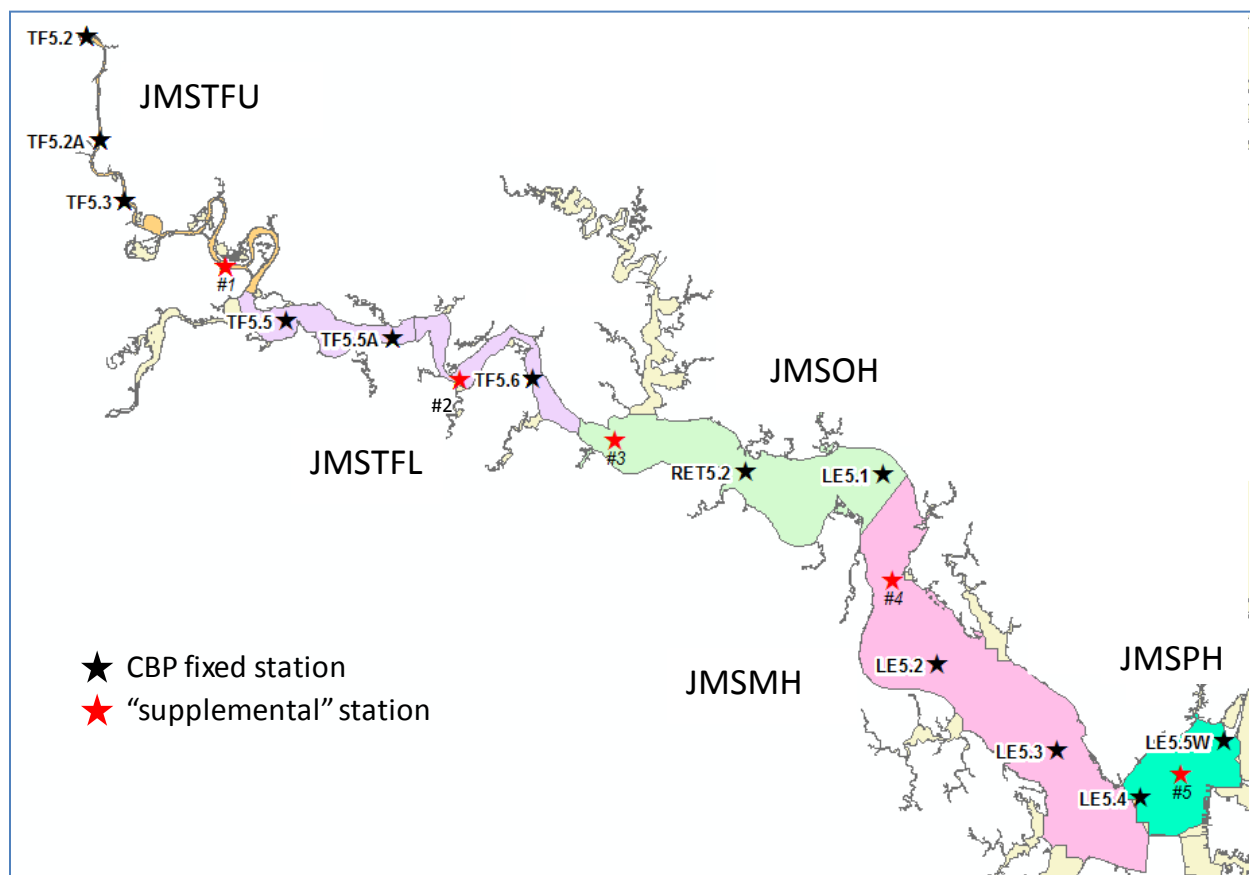 TF5.2
JMSTFU
TF5.2A
TF5.3
#1
TF5.5
TF5.5A
TF5.6
#2
JMSTFL
JMSOH
#3
RET5.2
LE5.1
#4
LE5.2
JMSMH
JMSPH
LE5.5W
LE5.3
#5
LE5.4
CBP fixed station
“supplemental” station